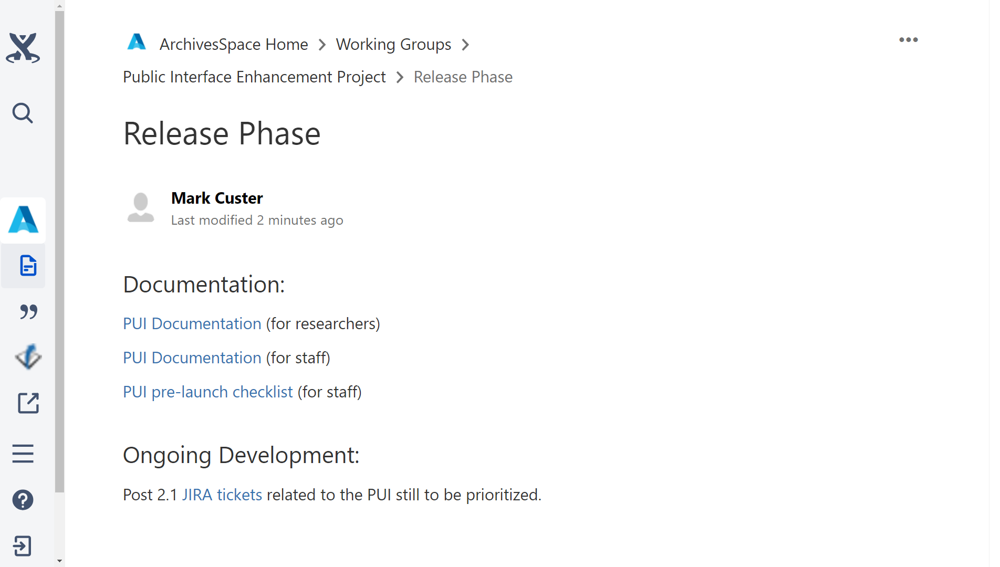 ArchivesSpace Home > Working Groups >
Public Interface Enhancement Project > Release Phase
Release Phase
Mark Custer
Last modified 2 minutes ago
Documentation:
PUI Documentation (for researchers)
PUI Documentation (for staff)
PUI pre-launch checklist (for staff)
Ongoing Development:
Post 2.1 JIRA tickets related to the PUI still to be prioritized.